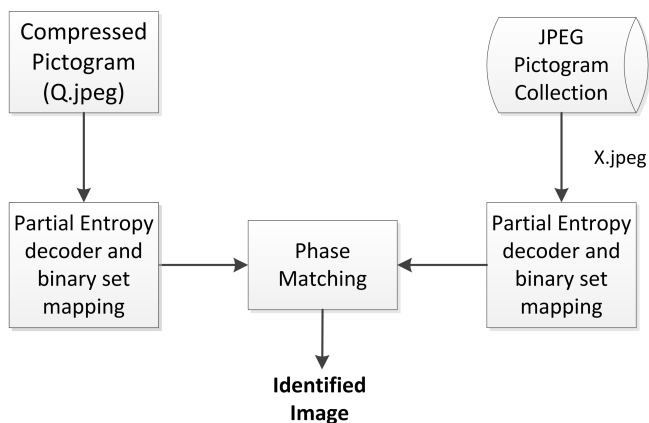 Compressed
Pictogram
(Q.jpeg)
JPEG
Pictogram
Collection
X.jpeg
Partial Entropy
decoder and
binary set
mapping
Phase
Matching
Partial Entropy
decoder and
binary set
mapping
Identified
Image